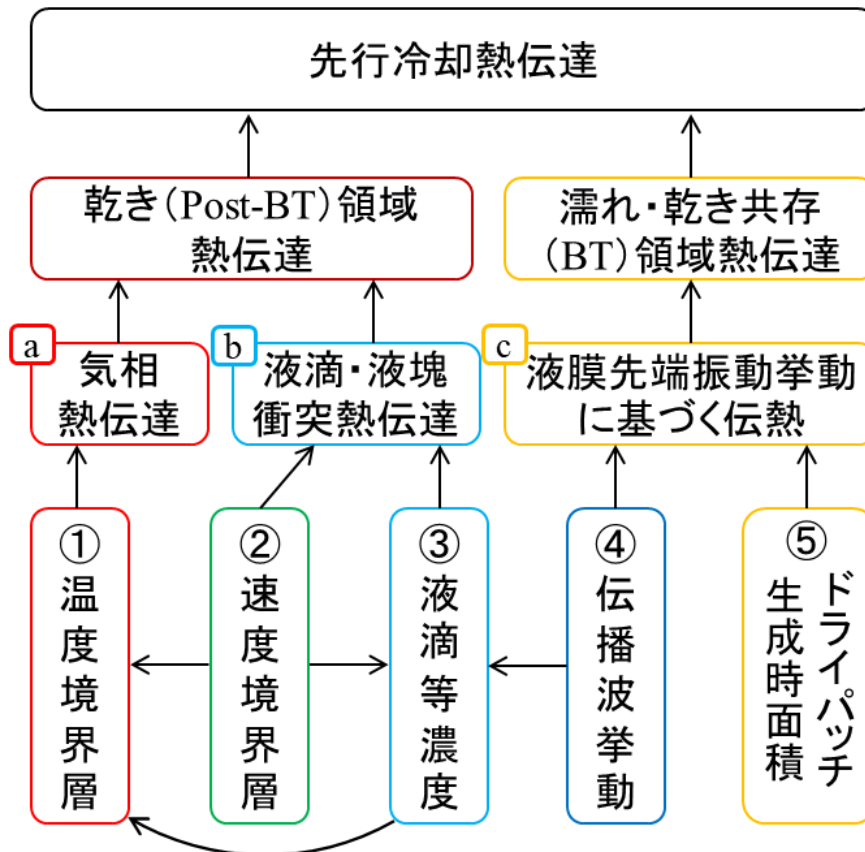 先行冷却熱伝達
乾き（Post-BT）領域
熱伝達
濡れ・乾き共存
（BT）領域熱伝達
a
気相
熱伝達
b
液滴・液塊
衝突熱伝達
c
液膜先端振動挙動
に基づく伝熱
①
温度境界層
②
速度境界層
③
液滴等濃度
④
伝播波挙動
⑤
ドライパッチ
生成時面積